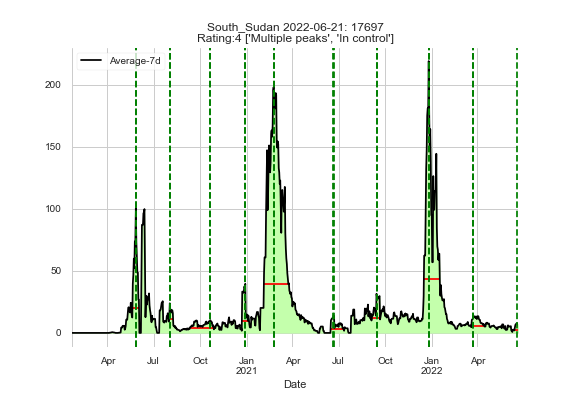 South_Sudan 2022-06-21: 17697
Rating:4 ['Multiple peaks', 'In control']
Average-7d
200
150
100
50
0
Apr Jul Oct Jan Apr Jul Oct Jan Apr
2021 2022
Date